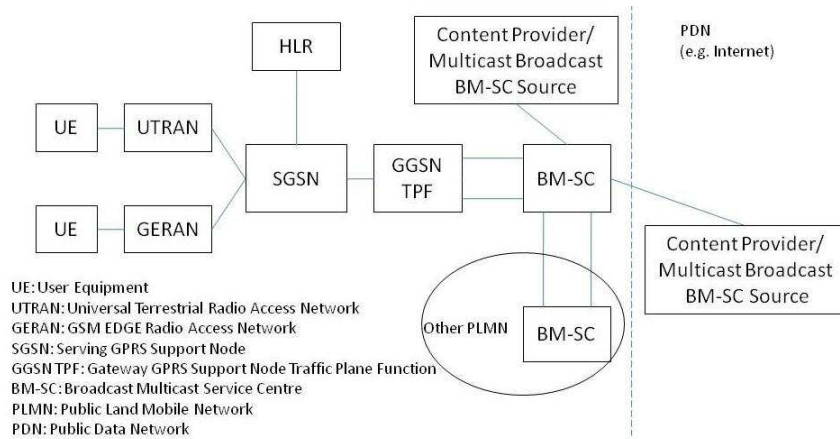 HLR
Content Provider/
Multicast Broadcast
BM-SC Source
PDN
(e.g. Internet)
UE
UTRAN
SGSN
GGSN
TPF
BM-SC
UE
GERAN
Content Provider/
Multicast Broadcast
BM-SC Source
Other PLMN
BM-SC
UE: User Equipment
UTRAN: Universal Terrestrial Radio Access Network
GERAN: GSM EDGE Radio Access Network
SGSN: Serving GPRS Support Node
GGSN TPF: Gateway GPRS Support Node Traffic Plane Function
BM-SC: Broadcast Multicast Service Centre
PLMN: Public Land Mobile Network
PDN: Public Data Network